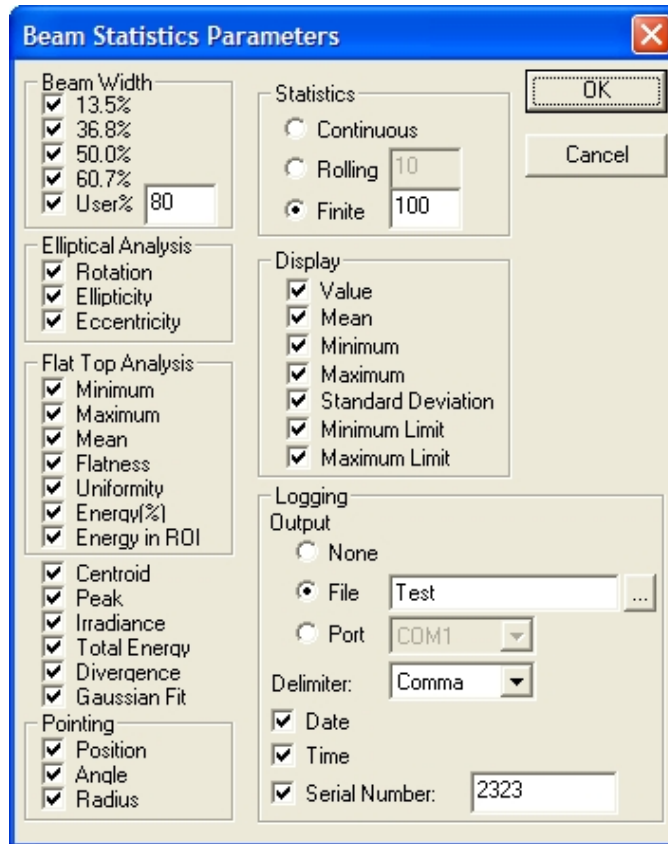 Beam Statistics Parameters
Beam Width
13.5%
36.8%
50.0%
60.7%
User% 80
Elliptical Analysis
Rotation
Ellipticity
Eccentricity
Flat Top Analysis
Minimum
Maximum
Mean
Flatness
Uniformity
Energy(%)
Energy in ROI
Centroid
Peak
Irradiance
Total Energy
Divergence
Gaussian Fit
Pointing
Position
Angle
Radius
Statistics
Continuous
Rolling 10
Finite 100
Display
Value
Mean
Minimum
Maximum
Standard Deviation
Minimum Limit
Maximum Limit
Logging
Output
None
File Test ...
Port COM1
Delimiter: Comma
Date
Time
Serial Number: 2323
OK
Cancel